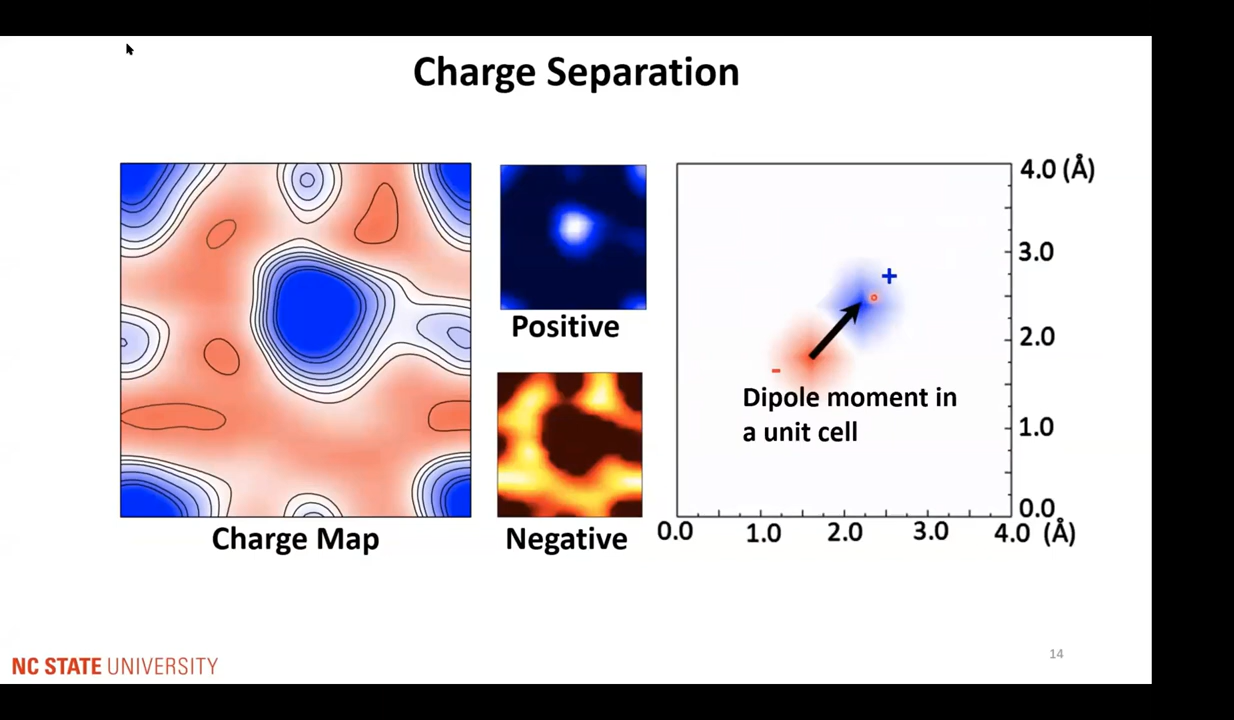 Charge Separation
Charge Map
Positive
Negative
+
-
Dipole moment in
a unit cell
4.0 (Å)
3.0
2.0
1.0
0.0
0.0 1.0 2.0 3.0 4.0 (Å)
NC STATE UNIVERSITY
14